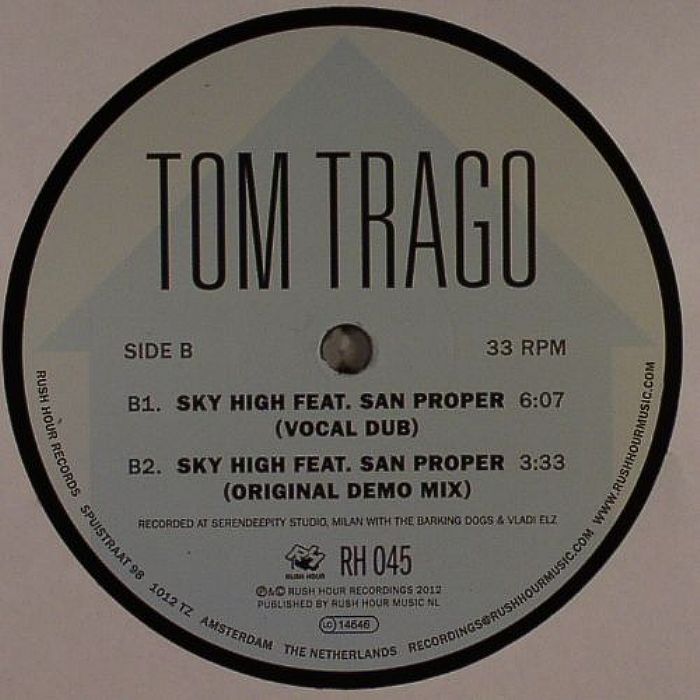 TOM TRAGO
SIDE B 33 RPM
B1. SKY HIGH FEAT. SAN PROPER 6:07
(VOCAL DUB)
B2. SKY HIGH FEAT. SAN PROPER 3:33
(ORIGINAL DEMO MIX)
RECORDED AT SERENDEEPITY STUDIO, MILAN WITH THE BARKING DOGS & VLADI ELZ
RUSH HOUR
RH 045
℗&© RUSH HOUR RECORDINGS 2012
PUBLISHED BY RUSH HOUR MUSIC NL
LC 14646
RUSH HOUR RECORDS SPUISTRAAT 98 1012 TZ AMSTERDAM THE NETHERLANDS RECORDINGS@RUSHHOURMUSIC.COM WWW.RUSHHOURMUSIC.COM